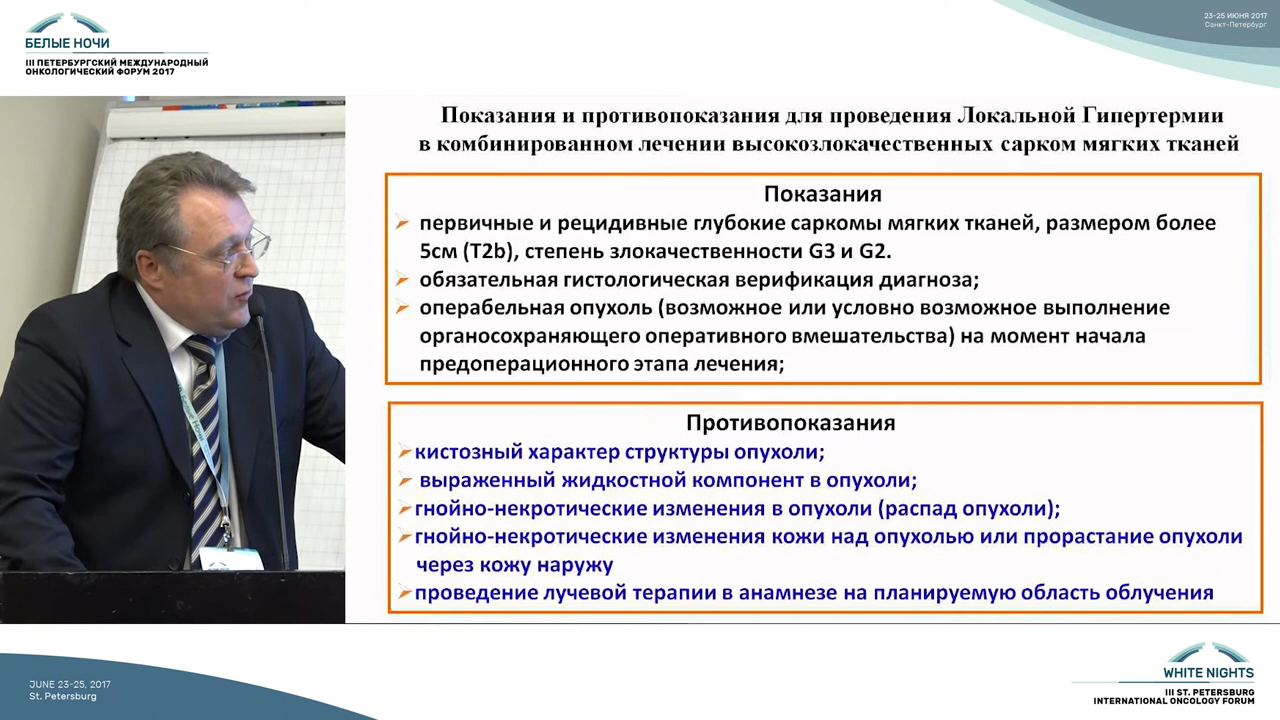 БЕЛЫЕ НОЧИ
III ПЕТЕРБУРГСКИЙ МЕЖДУНАРОДНЫЙ
ОНКОЛОГИЧЕСКИЙ ФОРУМ 2017
23-25 ИЮНЯ 2017
Санкт-Петербург
Показания и противопоказания для проведения Локальной Гипертермии
в комбинированном лечении высокозлокачественных сарком мягких тканей
Показания
первичные и рецидивные глубокие саркомы мягких тканей, размером более
5см (T2b), степень злокачественности G3 и G2.
обязательная гистологическая верификация диагноза;
операбельная опухоль (возможное или условно возможное выполнение
органосохраняющего оперативного вмешательства) на момент начала
предоперационного этапа лечения;
Противопоказания
кистозный характер структуры опухоли;
выраженный жидкостной компонент в опухоли;
гнойно-некротические изменения в опухоли (распад опухоли);
гнойно-некротические изменения кожи над опухолью или прорастание опухоли
через кожу наружу
проведение лучевой терапии в анамнезе на планируемую область облучения
JUNE 23-25, 2017
St. Petersburg
WHITE NIGHTS
III ST. PETERSBURG
INTERNATIONAL ONCOLOGY FORUM